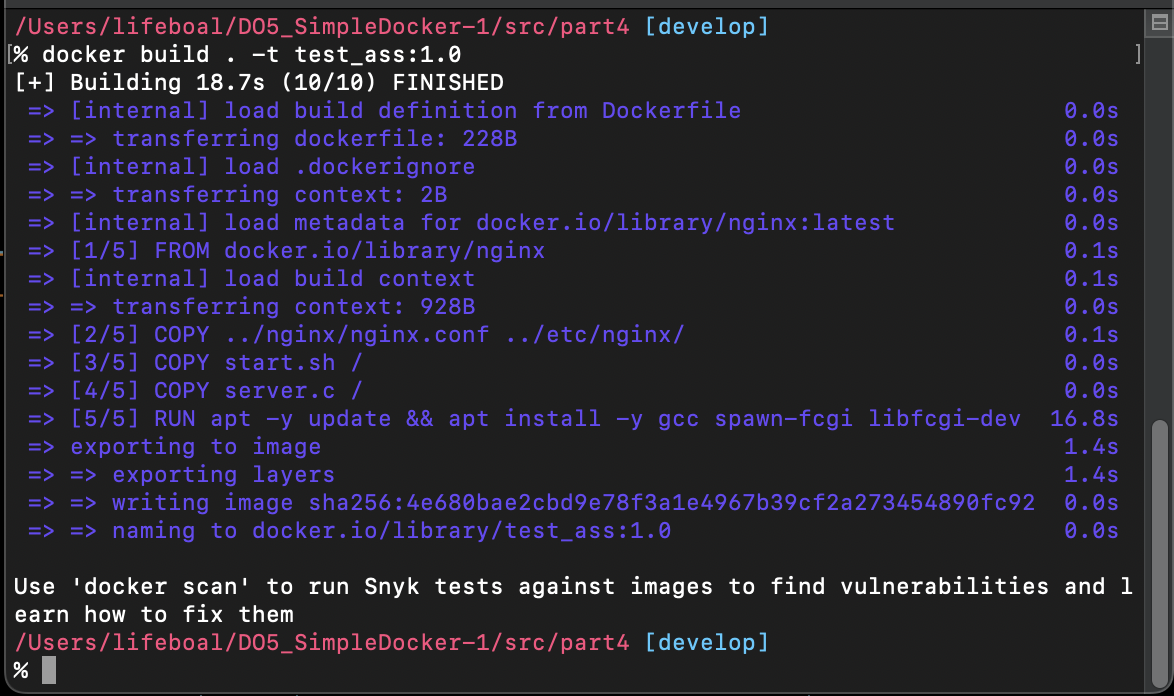 /Users/lifeboal/DO5_SimpleDocker-1/src/part4 [develop]
[% docker build . -t test_ass:1.0 ]
[+] Building 18.7s (10/10) FINISHED
=> [internal] load build definition from Dockerfile 0.0s
=> => transferring dockerfile: 228B 0.0s
=> [internal] load .dockerignore 0.0s
=> => transferring context: 2B 0.0s
=> [internal] load metadata for docker.io/library/nginx:latest 0.0s
=> [1/5] FROM docker.io/library/nginx 0.1s
=> [internal] load build context 0.1s
=> => transferring context: 928B 0.0s
=> [2/5] COPY ../nginx/nginx.conf ../etc/nginx/ 0.1s
=> [3/5] COPY start.sh / 0.0s
=> [4/5] COPY server.c / 0.0s
=> [5/5] RUN apt -y update && apt install -y gcc spawn-fcgi libfcgi-dev 16.8s
=> exporting to image 1.4s
=> => exporting layers 1.4s
=> => writing image sha256:4e680bae2cbd9e78f3a1e4967b39cf2a273454890fc92 0.0s
=> => naming to docker.io/library/test_ass:1.0 0.0s
Use 'docker scan' to run Snyk tests against images to find vulnerabilities and l
earn how to fix them
/Users/lifeboal/DO5_SimpleDocker-1/src/part4 [develop]
%